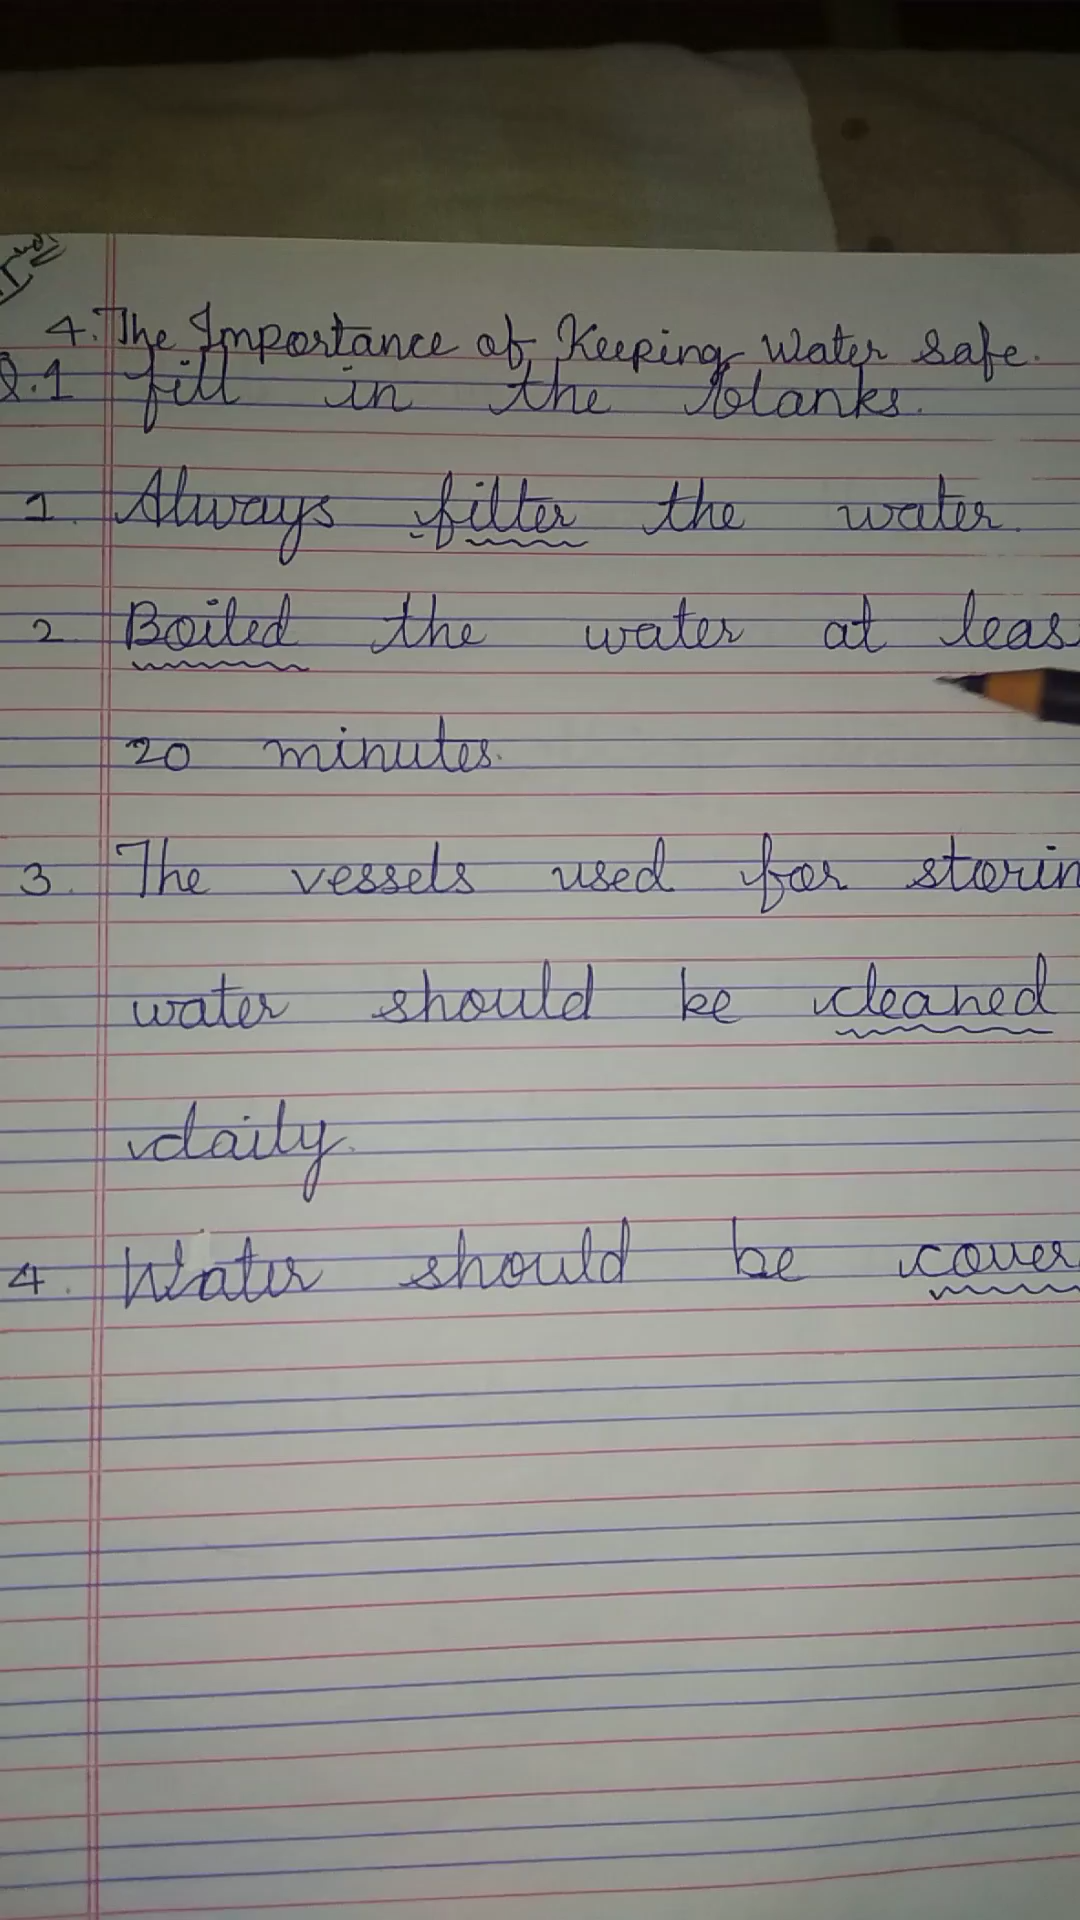 4. The Importance of Keeping Water Safe.
Q.1 fill in the blanks.
1. Always filter the water.
2. Boiled the water at leas
20 minutes.
3. The vessels used for storin
water should be cleaned
daily.
4. Water should be cover